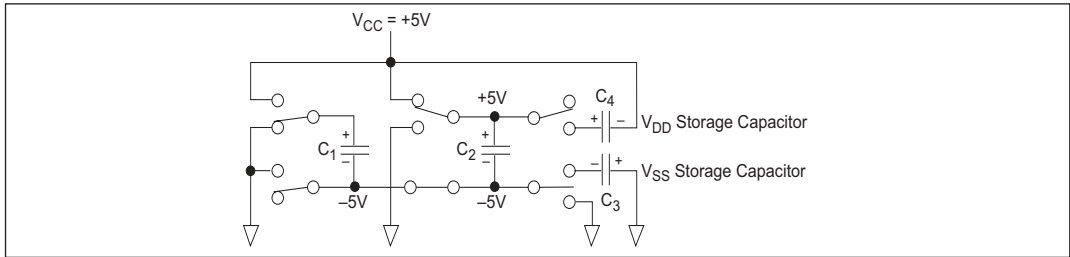 V_CC = +5V
+5V
C_4
+ − V_DD Storage Capacitor
+ C_1 −
+ C_2 −
− + V_SS Storage Capacitor
–5V
–5V
C_3